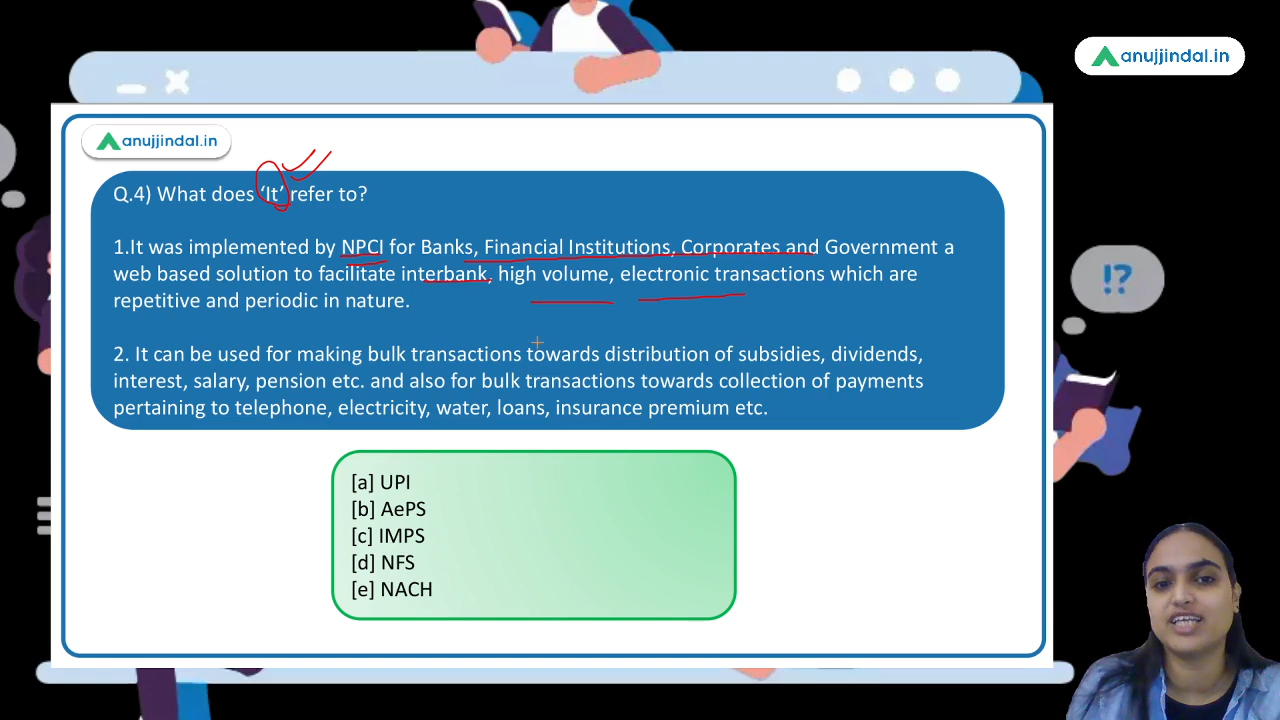 anujjindal.in
anujjindal.in
Q.4) What does ‘It’ refer to?
1.It was implemented by NPCI for Banks, Financial Institutions, Corporates and Government a
web based solution to facilitate interbank, high volume, electronic transactions which are
repetitive and periodic in nature.
2. It can be used for making bulk transactions towards distribution of subsidies, dividends,
interest, salary, pension etc. and also for bulk transactions towards collection of payments
pertaining to telephone, electricity, water, loans, insurance premium etc.
!?
[a] UPI
[b] AePS
[c] IMPS
[d] NFS
[e] NACH